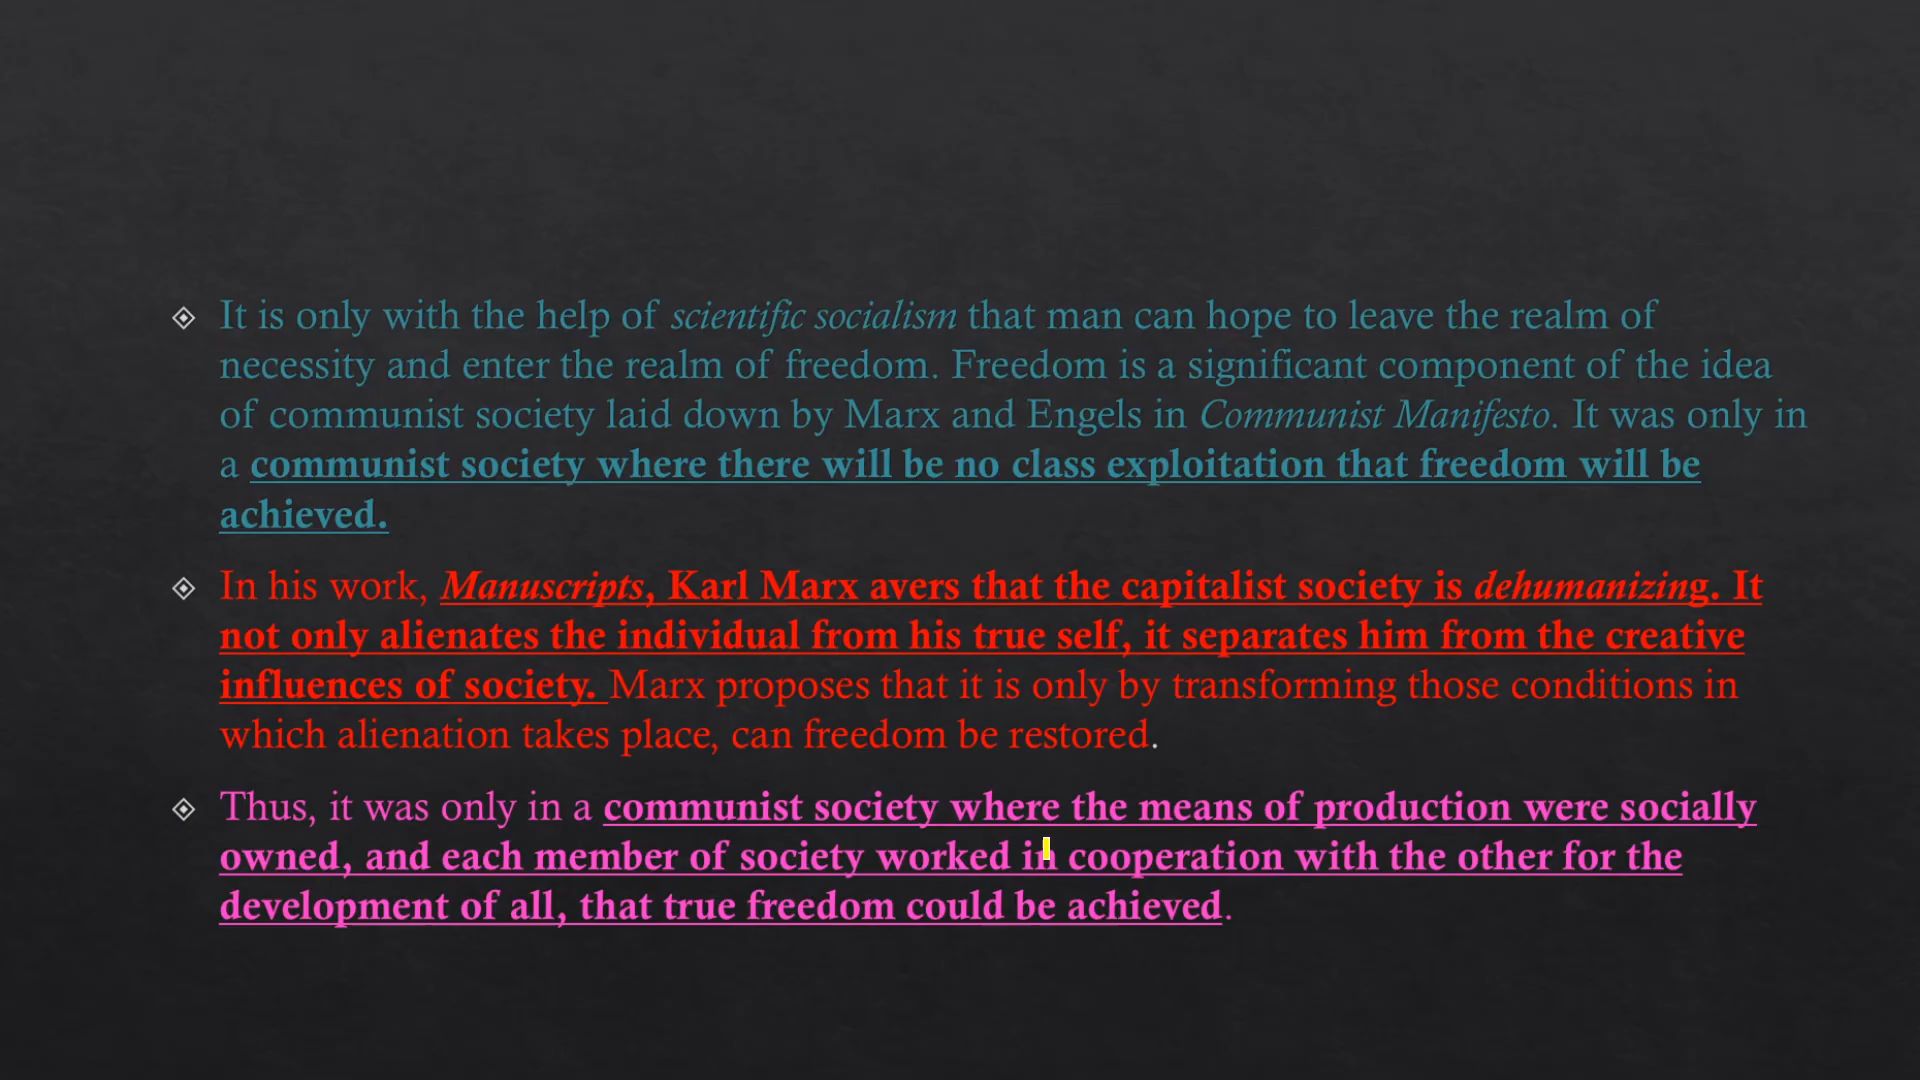 It is only with the help of scientific socialism that man can hope to leave the realm of
necessity and enter the realm of freedom. Freedom is a significant component of the idea
of communist society laid down by Marx and Engels in Communist Manifesto. It was only in
a communist society where there will be no class exploitation that freedom will be
achieved.
In his work, Manuscripts, Karl Marx avers that the capitalist society is dehumanizing. It
not only alienates the individual from his true self, it separates him from the creative
influences of society. Marx proposes that it is only by transforming those conditions in
which alienation takes place, can freedom be restored.
Thus, it was only in a communist society where the means of production were socially
owned, and each member of society worked in cooperation with the other for the
development of all, that true freedom could be achieved.